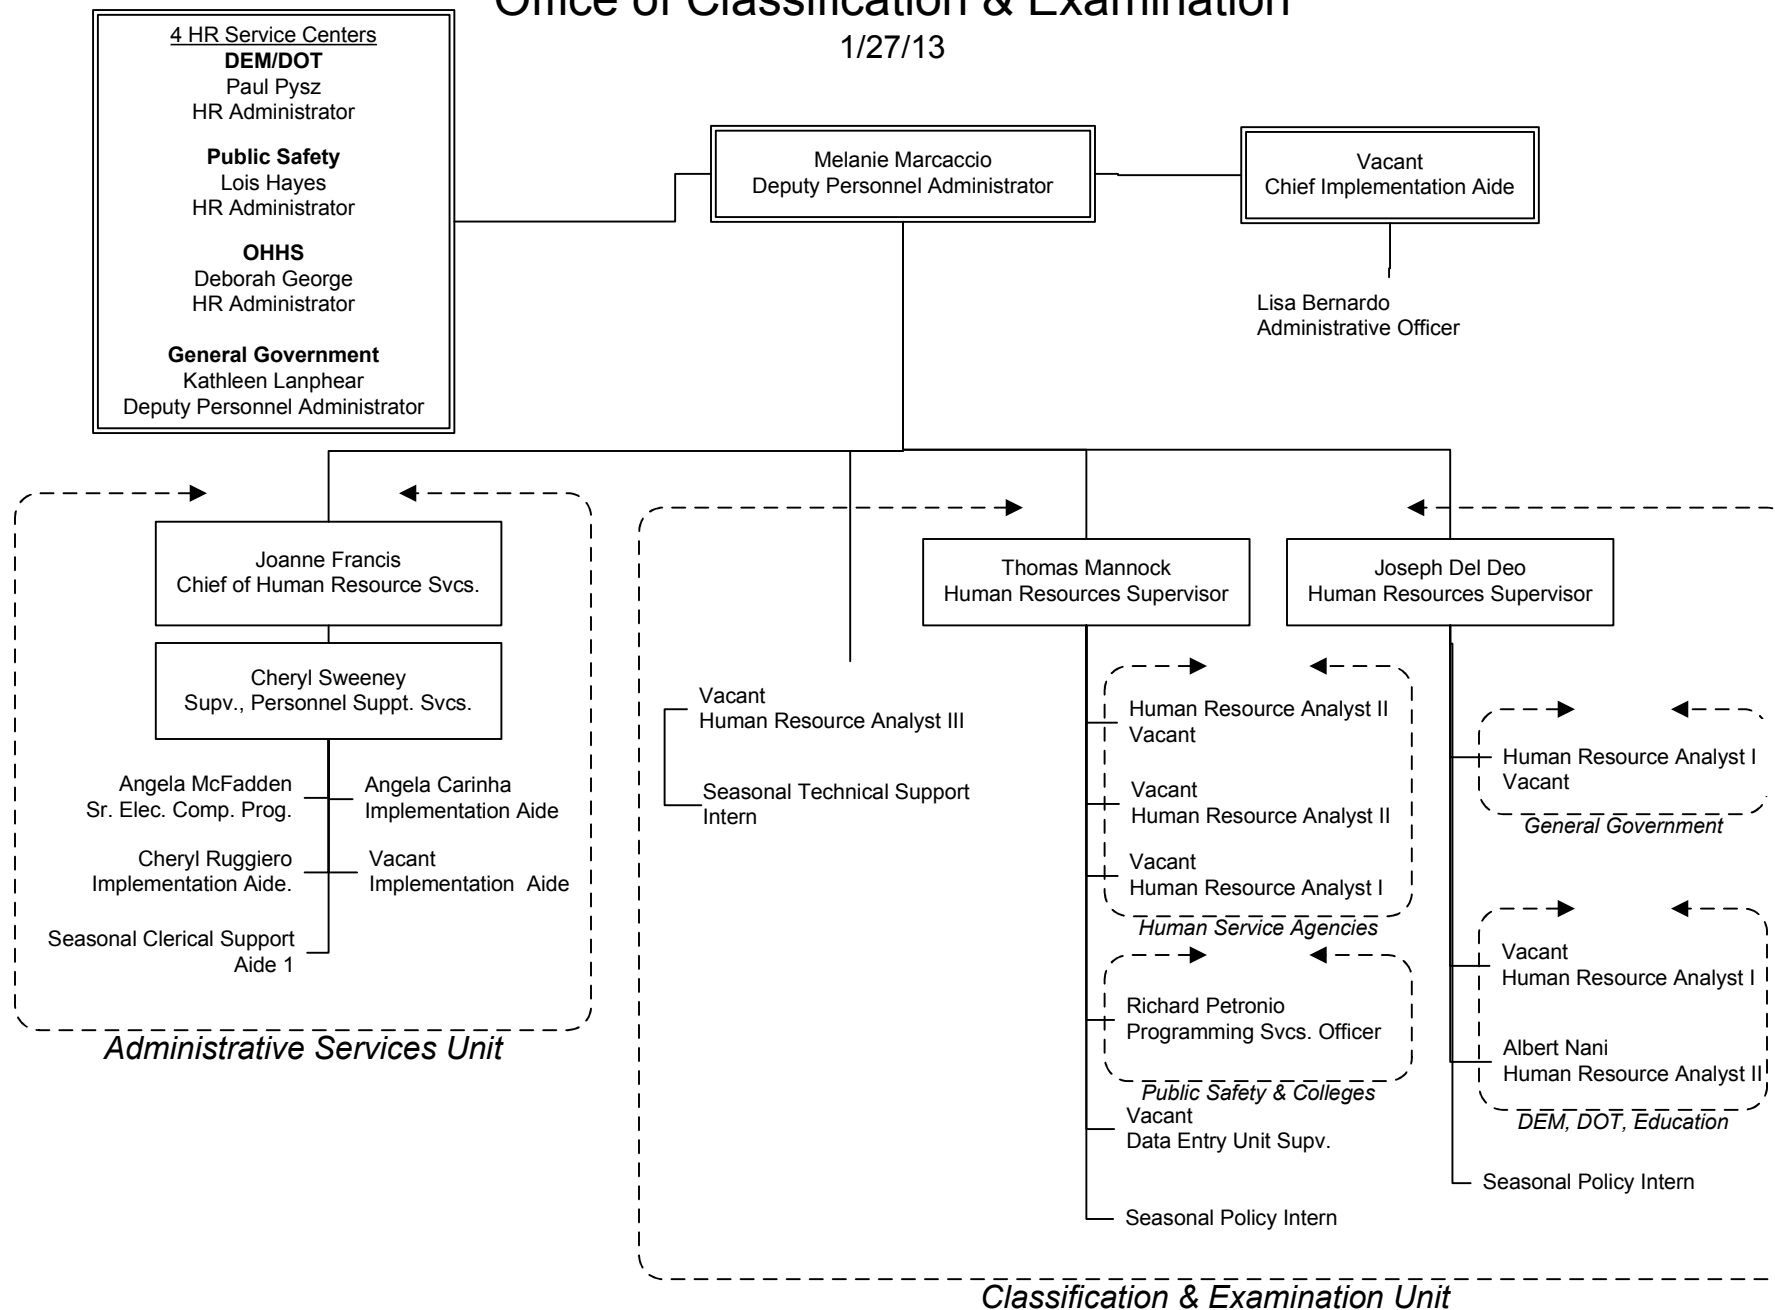 Office of Classification & Examination
1/27/13
4 HR Service Centers
DEM/DOT
Paul Pysz
HR Administrator
Public Safety
Lois Hayes
HR Administrator
OHHS
Deborah George
HR Administrator
General Government
Kathleen Lanphear
Deputy Personnel Administrator
Melanie Marcaccio
Deputy Personnel Administrator
Vacant
Chief Implementation Aide
Lisa Bernardo
Administrative Officer
Joanne Francis
Chief of Human Resource Svcs.
Cheryl Sweeney
Supv., Personnel Suppt. Svcs.
Angela McFadden
Sr. Elec. Comp. Prog.
Angela Carinha
Implementation Aide
Cheryl Ruggiero
Implementation Aide.
Vacant
Implementation Aide
Seasonal Clerical Support
Aide 1
Administrative Services Unit
Vacant
Human Resource Analyst III
Seasonal Technical Support
Intern
Thomas Mannock
Human Resources Supervisor
Human Resource Analyst II
Vacant
Vacant
Human Resource Analyst II
Vacant
Human Resource Analyst I
Human Service Agencies
Richard Petronio
Programming Svcs. Officer
Public Safety & Colleges
Vacant
Data Entry Unit Supv.
Seasonal Policy Intern
Joseph Del Deo
Human Resources Supervisor
Human Resource Analyst I
Vacant
General Government
Vacant
Human Resource Analyst I
Albert Nani
Human Resource Analyst II
DEM, DOT, Education
Seasonal Policy Intern
Classification & Examination Unit